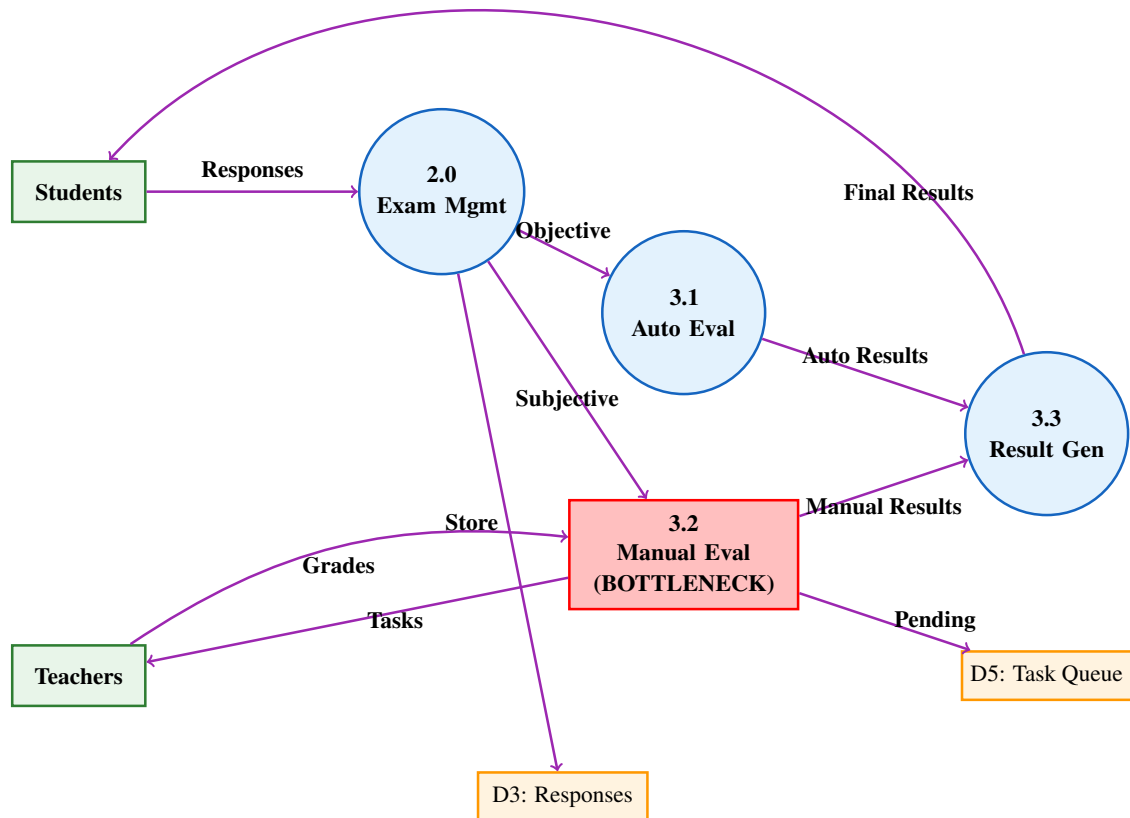 Students
Responses
2.0
Exam Mgmt
Final Results
Objective
3.1
Auto Eval
Auto Results
Subjective
3.3
Result Gen
Manual Results
Store
3.2
Manual Eval
(BOTTLENECK)
Grades
Tasks
Pending
Teachers
D5: Task Queue
D3: Responses